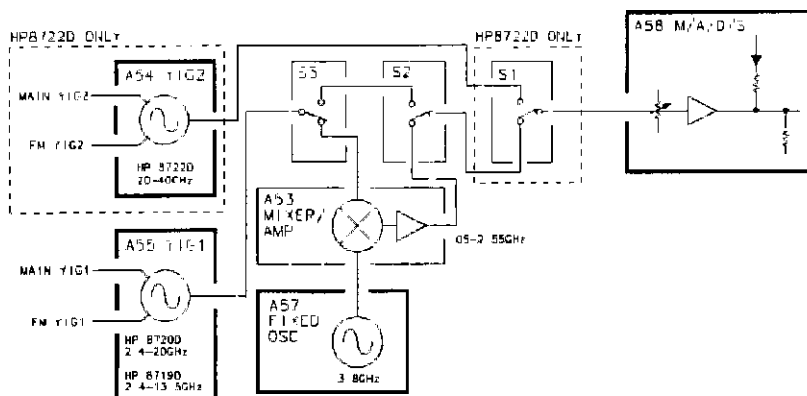 HP8722D ONLY
A54 YIG2
MAIN YIG2
FM YIG2
HP 8722D
20-40GHz
A55 YIG1
MAIN YIG1
FM YIG1
HP 8720D
2 4-20GHz
HP 8719D
2 4-13 5GHz
S3
S2
HP8722D ONLY
S1
A53
MIXER/
AMP
05-2 55GHz
A57
FIXED
OSC
3 8GHz
A58 M/A/D/S